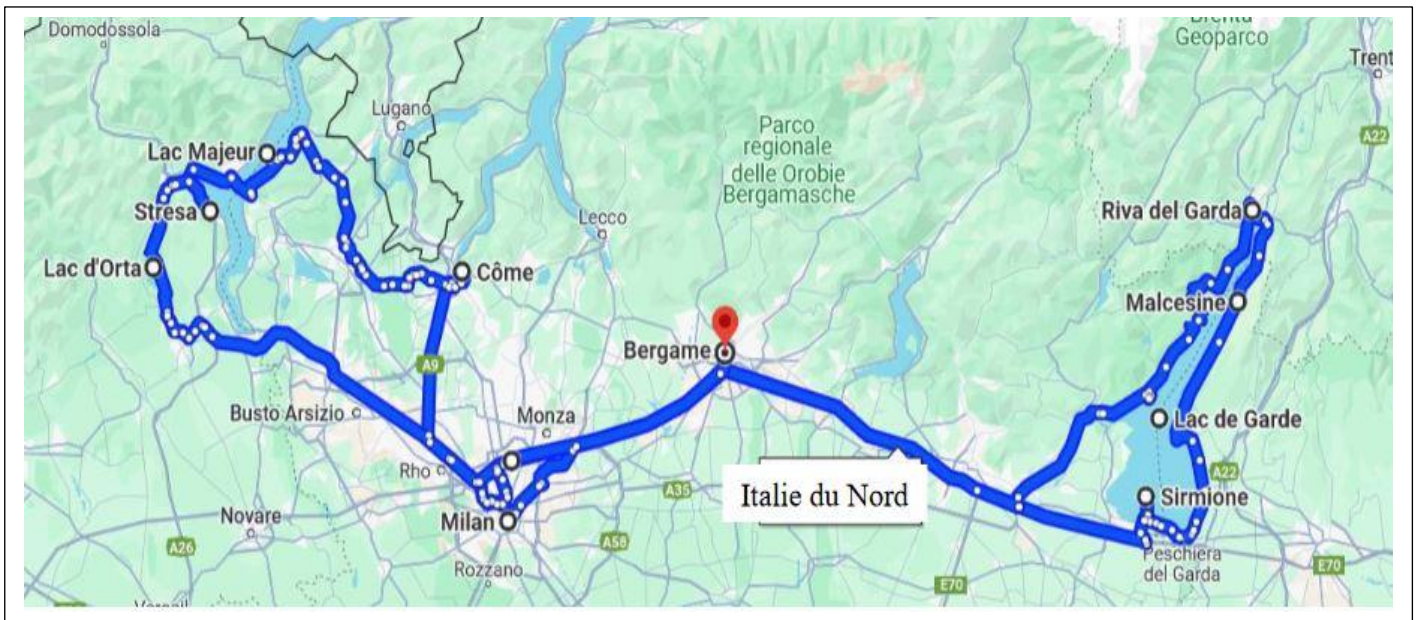 Brenta
Geoparco
Domodossola
Trent
Lugano
A22
Parco
regionale
delle Orobie
Bergamasche
Lac Majeur
Stresa
Lecco
Riva del Garda
Lac d'Orta
Côme
Malcesine
Bergame
A9
Busto Arsizio
Monza
Lac de Garde
Rho
A22
A35
Italie du Nord
Sirmione
Novare
Milan
A26
A58
Peschiera
del Garda
E70
Rozzano
E70